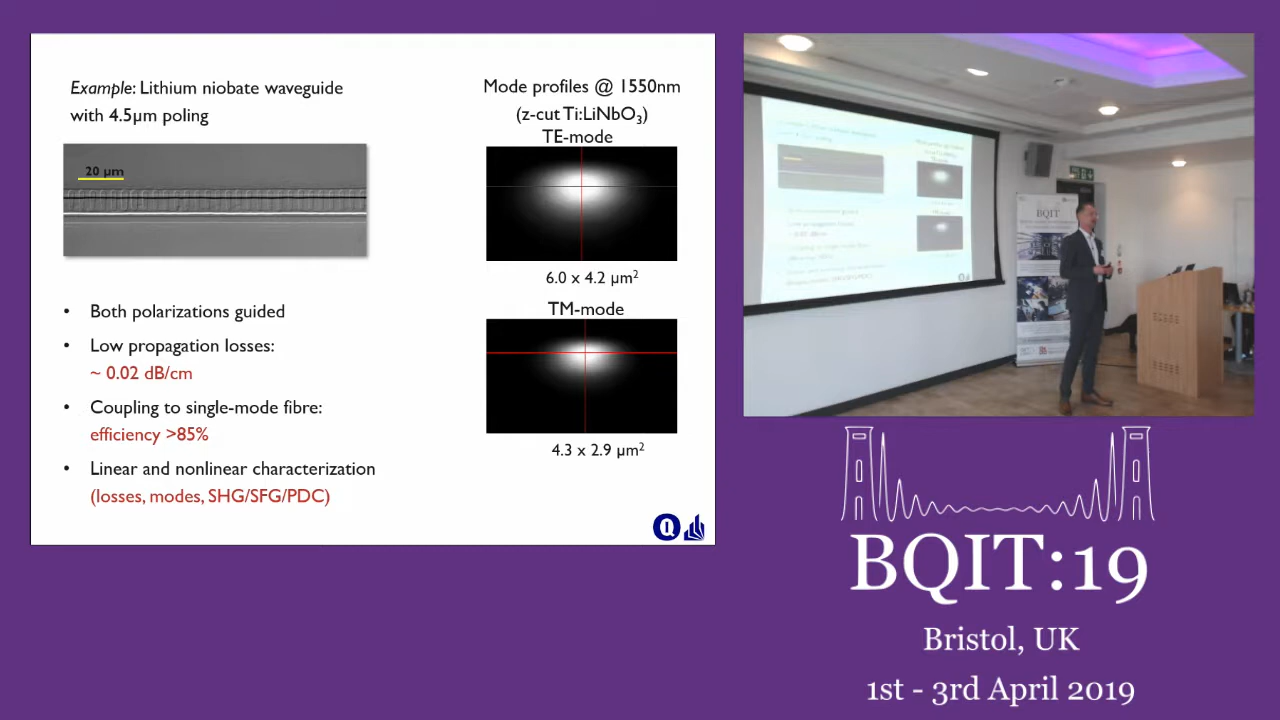 Example: Lithium niobate waveguide
with 4.5µm poling
20 µm
• Both polarizations guided
• Low propagation losses:
~ 0.02 dB/cm
• Coupling to single-mode fibre:
efficiency >85%
• Linear and nonlinear characterization
(losses, modes, SHG/SFG/PDC)
Mode profiles @ 1550nm
(z-cut Ti:LiNbO3)
TE-mode
6.0 x 4.2 µm²
TM-mode
4.3 x 2.9 µm²
BQIT
BQIT:19
Bristol, UK
1st - 3rd April 2019